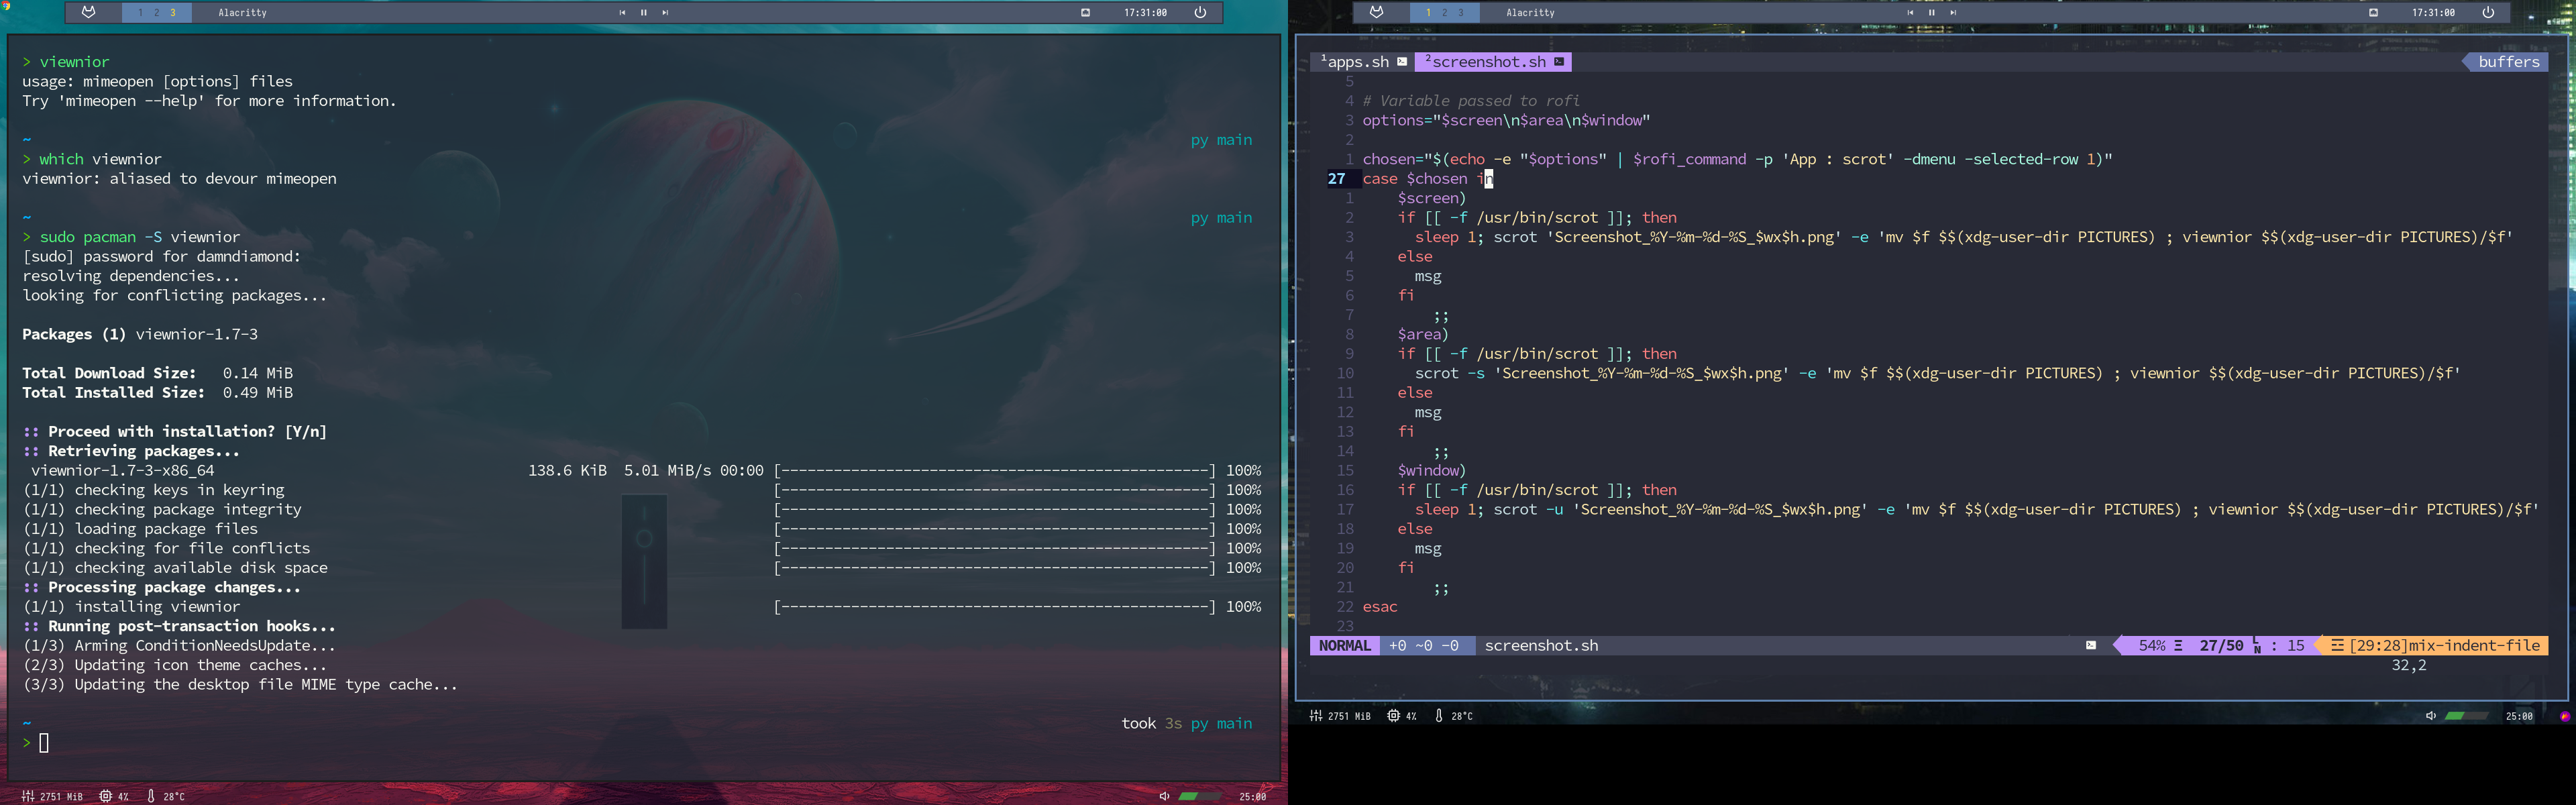 1 2 3 Alacritty 17:31:00
> viewnior
usage: mimeopen [options] files
Try 'mimeopen --help' for more information.
~ py main
> which viewnior
viewnior: aliased to devour mimeopen
~ py main
> sudo pacman -S viewnior
[sudo] password for damndiamond:
resolving dependencies...
looking for conflicting packages...
Packages (1) viewnior-1.7-3
Total Download Size: 0.14 MiB
Total Installed Size: 0.49 MiB
:: Proceed with installation? [Y/n]
:: Retrieving packages...
viewnior-1.7-3-x86_64 138.6 KiB 5.01 MiB/s 00:00 [-------------------------------------------------] 100%
(1/1) checking keys in keyring [-------------------------------------------------] 100%
(1/1) checking package integrity [-------------------------------------------------] 100%
(1/1) loading package files [-------------------------------------------------] 100%
(1/1) checking for file conflicts [-------------------------------------------------] 100%
(1/1) checking available disk space [-------------------------------------------------] 100%
:: Processing package changes...
(1/1) installing viewnior [-------------------------------------------------] 100%
:: Running post-transaction hooks...
(1/3) Arming ConditionNeedsUpdate...
(2/3) Updating icon theme caches...
(3/3) Updating the desktop file MIME type cache...
~ took 3s py main
>
2751 MiB 4% 28°C 25:00
1 2 3 Alacritty 17:31:00
1apps.sh 2screenshot.sh buffers
5
4 # Variable passed to rofi
3 options="$screen\n$area\n$window"
2
1 chosen="$(echo -e "$options" | $rofi_command -p 'App : scrot' -dmenu -selected-row 1)"
27 case $chosen in
1 $screen)
2 if [[ -f /usr/bin/scrot ]]; then
3 sleep 1; scrot 'Screenshot_%Y-%m-%d-%S_$wx$h.png' -e 'mv $f $$(xdg-user-dir PICTURES) ; viewnior $$(xdg-user-dir PICTURES)/$f'
4 else
5 msg
6 fi
7 ;;
8 $area)
9 if [[ -f /usr/bin/scrot ]]; then
10 scrot -s 'Screenshot_%Y-%m-%d-%S_$wx$h.png' -e 'mv $f $$(xdg-user-dir PICTURES) ; viewnior $$(xdg-user-dir PICTURES)/$f'
11 else
12 msg
13 fi
14 ;;
15 $window)
16 if [[ -f /usr/bin/scrot ]]; then
17 sleep 1; scrot -u 'Screenshot_%Y-%m-%d-%S_$wx$h.png' -e 'mv $f $$(xdg-user-dir PICTURES) ; viewnior $$(xdg-user-dir PICTURES)/$f'
18 else
19 msg
20 fi
21 ;;
22 esac
23
NORMAL +0 ~0 -0 screenshot.sh 54% Ξ 27/50 LN : 15 ☲ [29:28]mix-indent-file
32,2
2751 MiB 4% 28°C 25:00